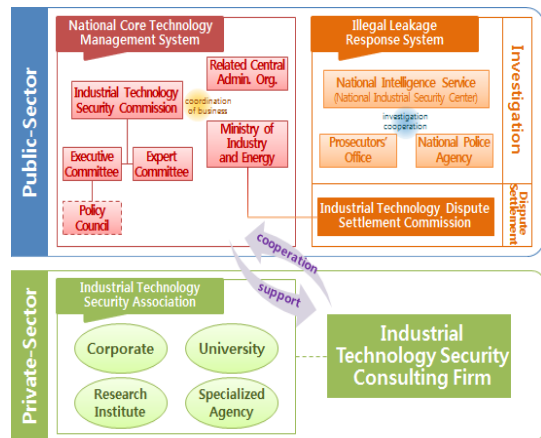 Public-Sector
National Core Technology
Management System
Related Central
Admin. Org.
Industrial Technology
Security Commission
coordination
of business
Ministry of
Industry
and Energy
Executive
Committee
Expert
Committee
Policy
Council
Illegal Leakage
Response System
Investigation
National Intelligence Service
(National Industrial Security Center)
investigation
cooperation
Prosecutors'
Office
National Police
Agency
Industrial Technology Dispute
Settlement Commission
Dispute
Settlement
cooperation
support
Private-Sector
Industrial Technology
Security Association
Corporate
University
Research
Institute
Specialized
Agency
Industrial
Technology Security
Consulting Firm